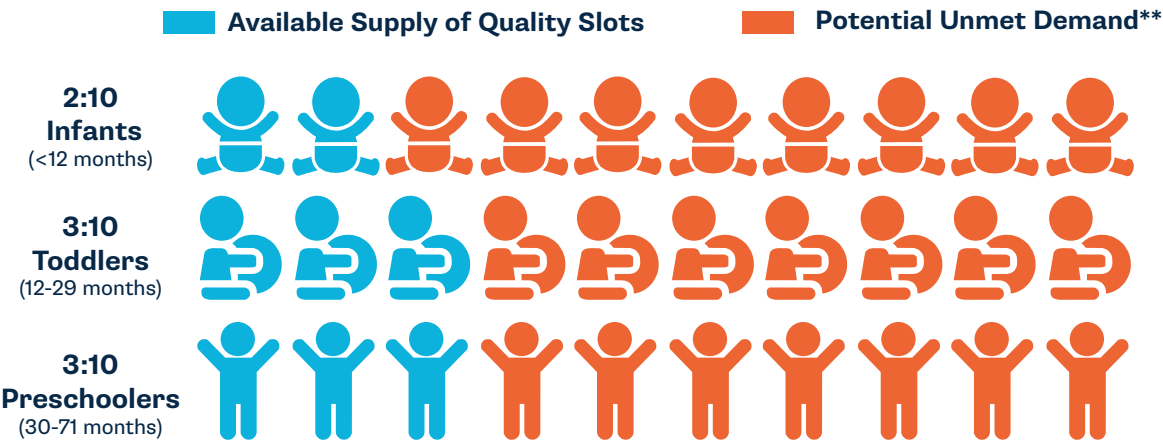 Available Supply of Quality Slots
Potential Unmet Demand**
2:10
Infants
(<12 months)
3:10
Toddlers
(12-29 months)
3:10
Preschoolers
(30-71 months)